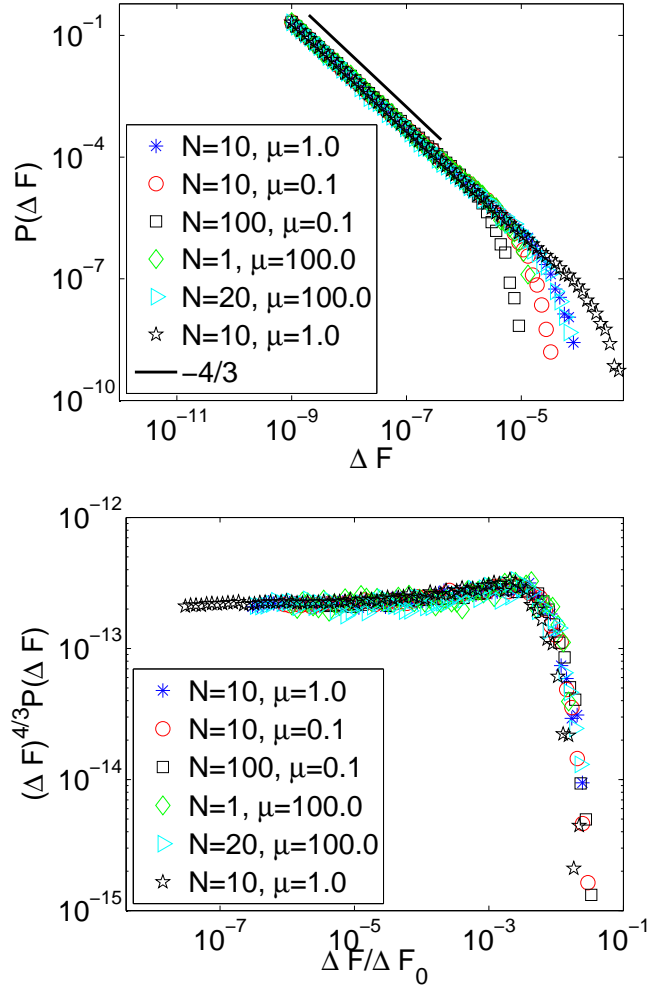 10⁻¹
10⁻⁴
10⁻⁷
10⁻¹⁰
P(Δ F)
N=10, μ=1.0
N=10, μ=0.1
N=100, μ=0.1
N=1, μ=100.0
N=20, μ=100.0
N=10, μ=1.0
−4/3
10⁻¹¹ 10⁻⁹ 10⁻⁷ 10⁻⁵
Δ F
10⁻¹²
10⁻¹³
10⁻¹⁴
10⁻¹⁵
(Δ F)⁴ᐟ³P(Δ F)
N=10, μ=1.0
N=10, μ=0.1
N=100, μ=0.1
N=1, μ=100.0
N=20, μ=100.0
N=10, μ=1.0
10⁻⁷ 10⁻⁵ 10⁻³ 10⁻¹
Δ F/Δ F₀